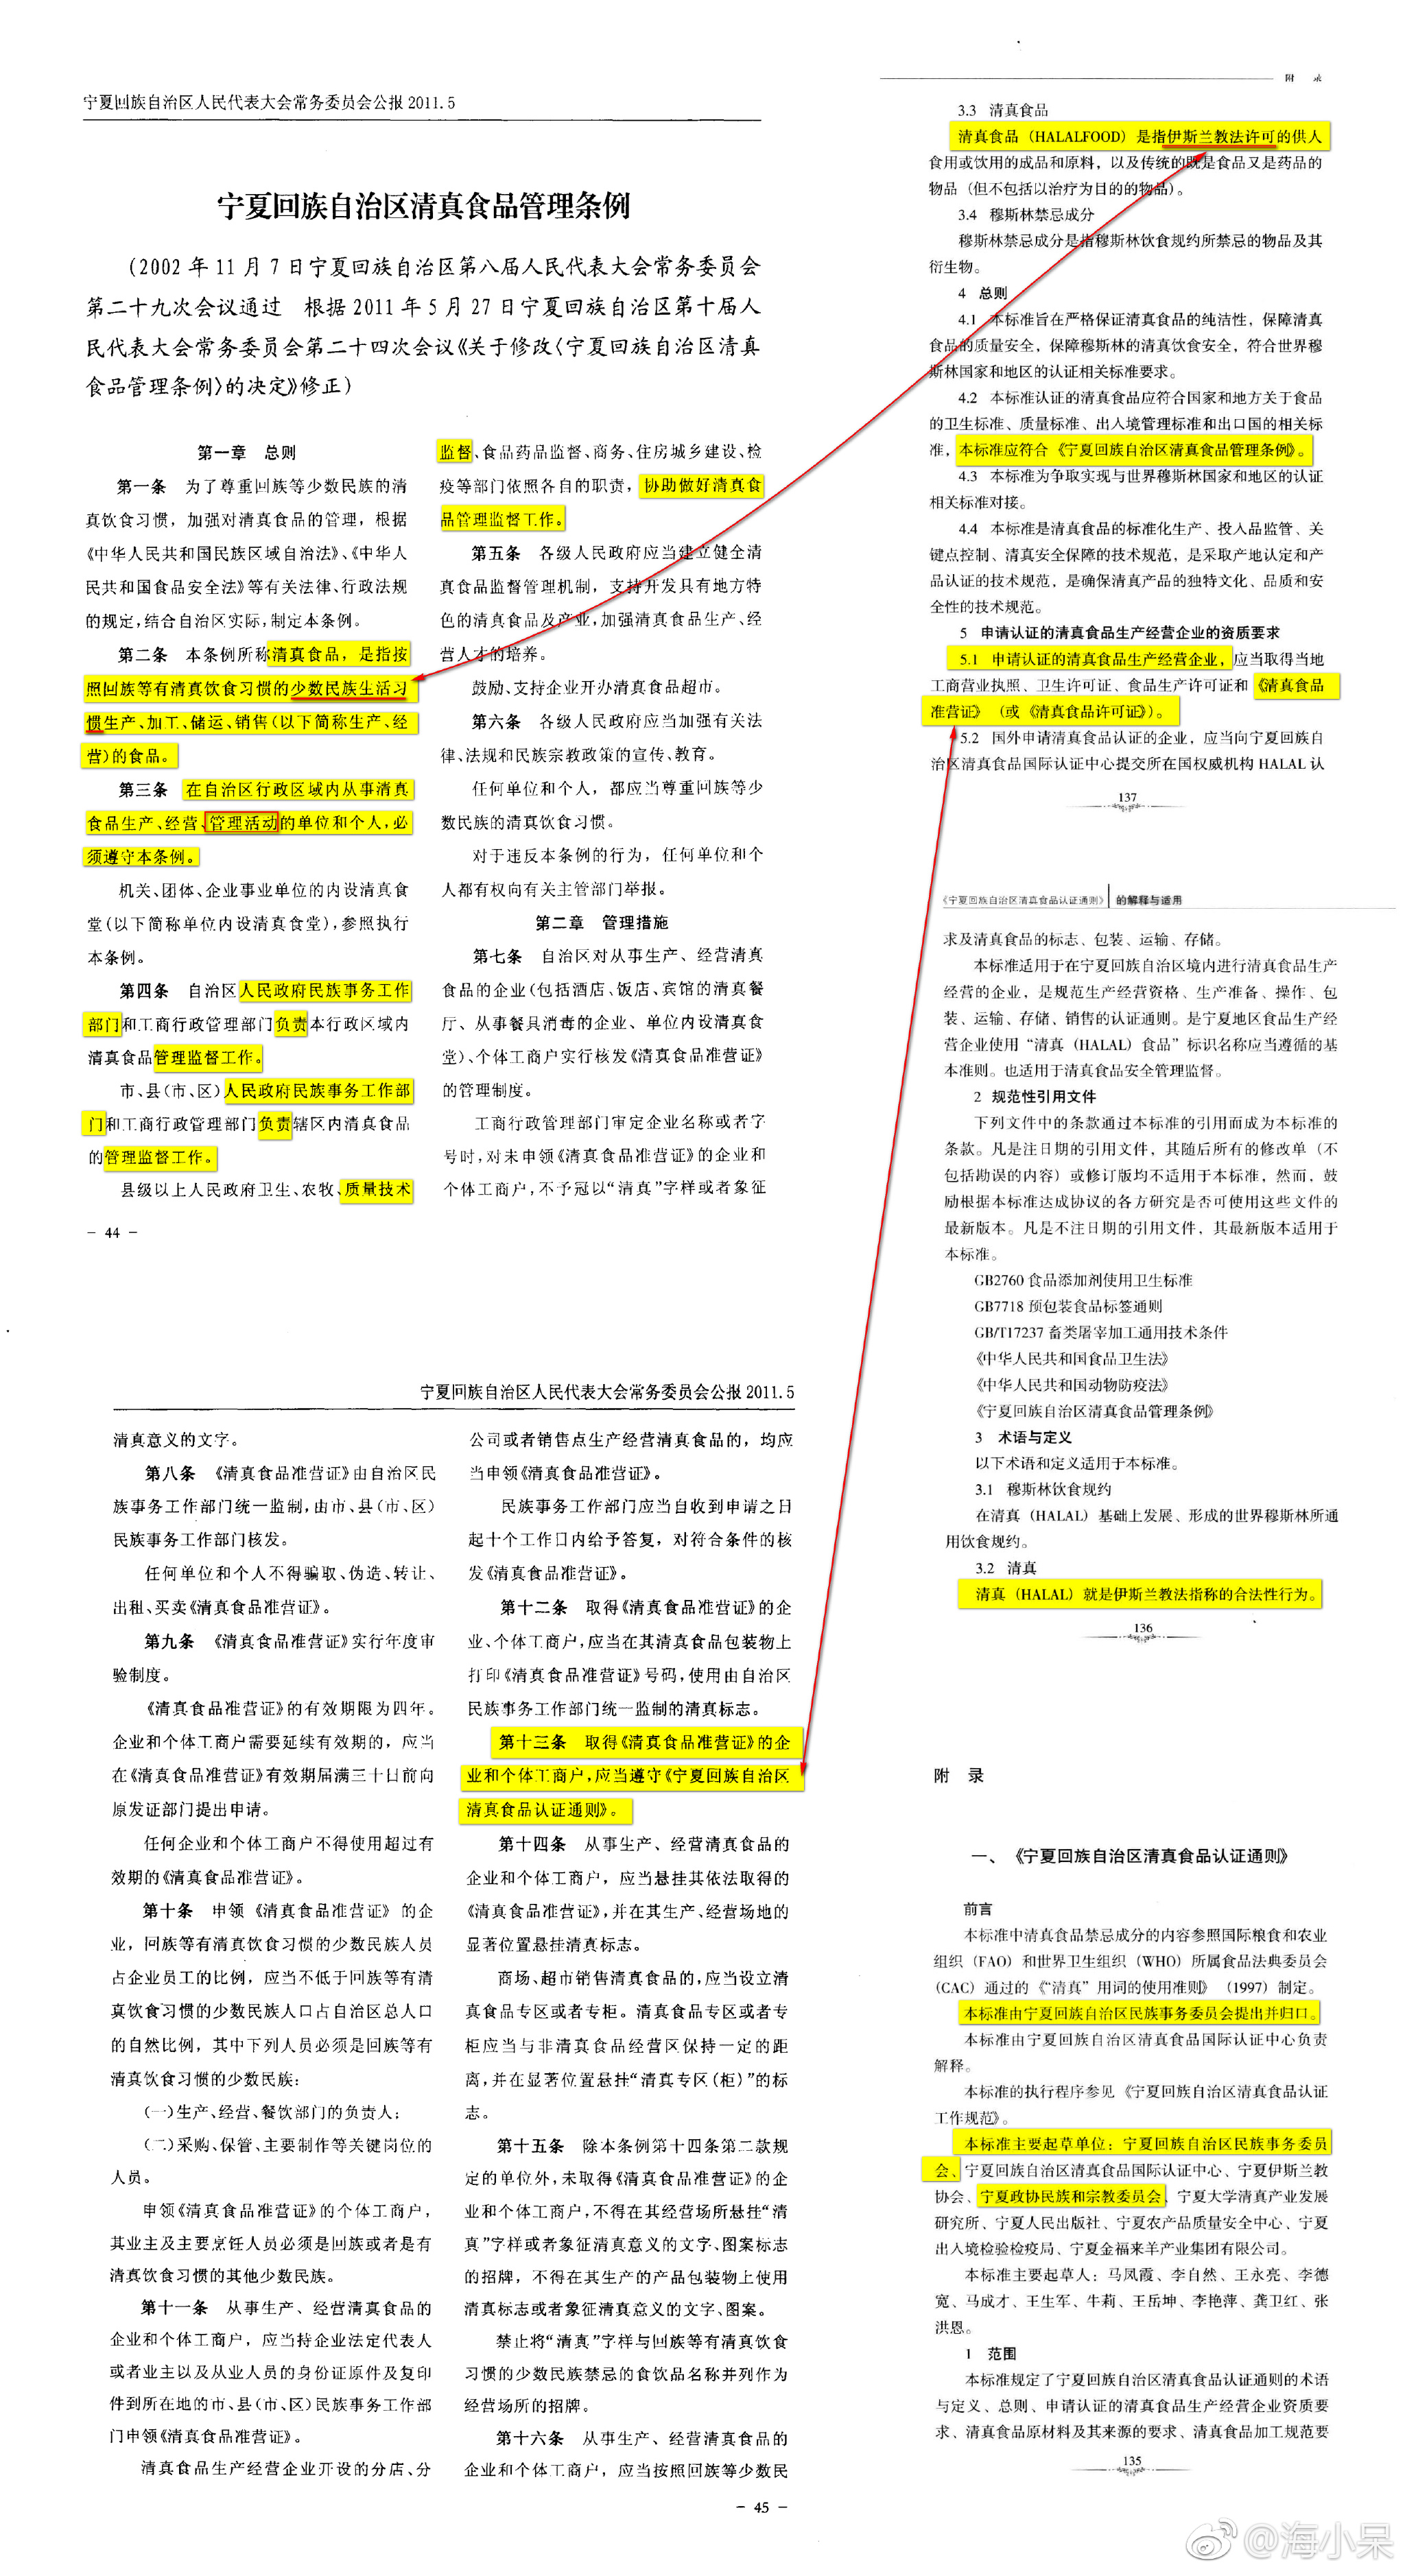 宁夏回族自治区人民代表大会常务委员会公报 2011.5
宁夏回族自治区清真食品管理条例
(2002 年 11 月 7 日宁夏回族自治区第八届人民代表大会常务委员会
第二十九次会议通过 根据 2011 年 5 月 27 日宁夏回族自治区第十届人
民代表大会常务委员会第二十四次会议《关于修改〈宁夏回族自治区清真
食品管理条例〉的决定》修正)
第一章 总则
第一条 为了尊重回族等少数民族的清
真饮食习惯，加强对清真食品的管理，根据
《中华人民共和国民族区域自治法》、《中华人
民共和国食品安全法》等有关法律、行政法规
的规定,结合自治区实际,制定本条例。
第二条 本条例所称清真食品，是指按
照回族等有清真饮食习惯的少数民族生活习
惯生产、加工、储运、销售(以下简称生产、经
营)的食品。
第三条 在自治区行政区域内从事清真
食品生产、经营、管理活动的单位和个人,必
须遵守本条例。
机关、团体、企业事业单位的内设清真食
堂(以下简称单位内设清真食堂),参照执行
本条例。
第四条 自治区人民政府民族事务工作
部门和工商行政管理部门负责本行政区域内
清真食品管理监督工作。
市、县(市、区)人民政府民族事务工作部
门和工商行政管理部门负责辖区内清真食品
的管理监督工作。
县级以上人民政府卫生、农牧、质量技术
监督、食品药品监督、商务、住房城乡建设、检
疫等部门依照各自的职责，协助做好清真食
品管理监督工作。
第五条 各级人民政府应当建立健全清
真食品监督管理机制，支持开发具有地方特
色的清真食品及产业,加强清真食品生产、经
营人才的培养。
鼓励、支持企业开办清真食品超市。
第六条 各级人民政府应当加强有关法
律、法规和民族宗教政策的宣传、教育。
任何单位和个人，都应当尊重回族等少
数民族的清真饮食习惯。
对于违反本条例的行为，任何单位和个
人都有权向有关主管部门举报。
第二章 管理措施
第七条 自治区对从事生产、经营清真
食品的企业(包括酒店、饭店、宾馆的清真餐
厅、从事餐具消毒的企业、单位内设清真食
堂)、个体工商户实行核发《清真食品准营证》
的管理制度。
工商行政管理部门审定企业名称或者字
号时,对未申领《清真食品准营证》的企业和
个体工商户,不予冠以“清真”字样或者象征
- 44 -
宁夏回族自治区人民代表大会常务委员会公报 2011.5
清真意义的文字。
第八条 《清真食品准营证》由自治区民
族事务工作部门统一监制,由市、县(市、区)
民族事务工作部门核发。
任何单位和个人不得骗取、伪造、转让、
出租、买卖《清真食品准营证》。
第九条 《清真食品准营证》实行年度审
验制度。
《清真食品准营证》的有效期限为四年。
企业和个体工商户需要延续有效期的，应当
在《清真食品准营证》有效期届满三十日前向
原发证部门提出申请。
任何企业和个体工商户不得使用超过有
效期的《清真食品准营证》。
第十条 申领《清真食品准营证》的企
业，回族等有清真饮食习惯的少数民族人员
占企业员工的比例，应当不低于回族等有清
真饮食习惯的少数民族人口占自治区总人口
的自然比例，其中下列人员必须是回族等有
清真饮食习惯的少数民族:
(一)生产、经营、餐饮部门的负责人;
(二)采购、保管、主要制作等关键岗位的
人员。
申领《清真食品准营证》的个体工商户，
其业主及主要烹饪人员必须是回族或者是有
清真饮食习惯的其他少数民族。
第十一条 从事生产、经营清真食品的
企业和个体工商户，应当持企业法定代表人
或者业主以及从业人员的身份证原件及复印
件到所在地的市、县(市、区)民族事务工作部
门申领《清真食品准营证》。
清真食品生产经营企业开设的分店、分
公司或者销售点生产经营清真食品的，均应
当申领《清真食品准营证》。
民族事务工作部门应当自收到申请之日
起十个工作日内给予答复，对符合条件的核
发《清真食品准营证》。
第十二条 取得《清真食品准营证》的企
业、个体工商户,应当在其清真食品包装物上
打印《清真食品准营证》号码,使用由自治区
民族事务工作部门统一监制的清真标志。
第十三条 取得《清真食品准营证》的企
业和个体工商户,应当遵守《宁夏回族自治区
清真食品认证通则》。
第十四条 从事生产、经营清真食品的
企业和个体工商户，应当悬挂其依法取得的
《清真食品准营证》,并在其生产、经营场地的
显著位置悬挂清真标志。
商场、超市销售清真食品的,应当设立清
真食品专区或者专柜。清真食品专区或者专
柜应当与非清真食品经营区保持一定的距
离,并在显著位置悬挂“清真专区(柜)”的标
志。
第十五条 除本条例第十四条第二款规
定的单位外,未取得《清真食品准营证》的企
业和个体工商户,不得在其经营场所悬挂“清
真”字样或者象征清真意义的文字、图案标志
的招牌，不得在其生产的产品包装物上使用
清真标志或者象征清真意义的文字、图案。
禁止将“清真”字样与回族等有清真饮食
习惯的少数民族禁忌的食饮品名称并列作为
经营场所的招牌。
第十六条 从事生产、经营清真食品的
企业和个体工商户，应当按照回族等少数民
- 45 -
附 录
3.3 清真食品
清真食品（HALALFOOD）是指伊斯兰教法许可的供人
食用或饮用的成品和原料，以及传统的既是食品又是药品的
物品（但不包括以治疗为目的的物品）。
3.4 穆斯林禁忌成分
穆斯林禁忌成分是指穆斯林饮食规约所禁忌的物品及其
衍生物。
4 总则
4.1 本标准旨在严格保证清真食品的纯洁性，保障清真
食品的质量安全，保障穆斯林的清真饮食安全，符合世界穆
斯林国家和地区的认证相关标准要求。
4.2 本标准认证的清真食品应符合国家和地方关于食品
的卫生标准、质量标准、出入境管理标准和出口国的相关标
准，本标准应符合《宁夏回族自治区清真食品管理条例》。
4.3 本标准为争取实现与世界穆斯林国家和地区的认证
相关标准对接。
4.4 本标准是清真食品的标准化生产、投入品监管、关
键点控制、清真安全保障的技术规范，是采取产地认定和产
品认证的技术规范，是确保清真产品的独特文化、品质和安
全性的技术规范。
5 申请认证的清真食品生产经营企业的资质要求
5.1 申请认证的清真食品生产经营企业，应当取得当地
工商营业执照、卫生许可证、食品生产许可证和《清真食品
准营证》（或《清真食品许可证》）。
5.2 国外申请清真食品认证的企业，应当向宁夏回族自
治区清真食品国际认证中心提交所在国权威机构 HALAL 认
137
《宁夏回族自治区清真食品认证通则》 的解释与适用
求及清真食品的标志、包装、运输、存储。
本标准适用于在宁夏回族自治区境内进行清真食品生产
经营的企业，是规范生产经营资格、生产准备、操作、包
装、运输、存储、销售的认证通则。是宁夏地区食品生产经
营企业使用“清真（HALAL）食品”标识名称应当遵循的基
本准则。也适用于清真食品安全管理监督。
2 规范性引用文件
下列文件中的条款通过本标准的引用而成为本标准的
条款。凡是注日期的引用文件，其随后所有的修改单（不
包括勘误的内容）或修订版均不适用于本标准，然而，鼓
励根据本标准达成协议的各方研究是否可使用这些文件的
最新版本。凡是不注日期的引用文件，其最新版本适用于
本标准。
GB2760 食品添加剂使用卫生标准
GB7718 预包装食品标签通则
GB/T17237 畜类屠宰加工通用技术条件
《中华人民共和国食品卫生法》
《中华人民共和国动物防疫法》
《宁夏回族自治区清真食品管理条例》
3 术语与定义
以下术语和定义适用于本标准。
3.1 穆斯林饮食规约
在清真（HALAL）基础上发展、形成的世界穆斯林所通
用饮食规约。
3.2 清真
清真（HALAL）就是伊斯兰教法指称的合法性行为。
136
附 录
一、《宁夏回族自治区清真食品认证通则》
前言
本标准中清真食品禁忌成分的内容参照国际粮食和农业
组织（FAO）和世界卫生组织（WHO）所属食品法典委员会
(CAC）通过的《“清真”用词的使用准则》（1997）制定。
本标准由宁夏回族自治区民族事务委员会提出并归口。
本标准由宁夏回族自治区清真食品国际认证中心负责
解释。
本标准的执行程序参见《宁夏回族自治区清真食品认证
工作规范》。
本标准主要起草单位：宁夏回族自治区民族事务委员
会、宁夏回族自治区清真食品国际认证中心、宁夏伊斯兰教
协会、宁夏政协民族和宗教委员会、宁夏大学清真产业发展
研究所、宁夏人民出版社、宁夏农产品质量安全中心、宁夏
出入境检验检疫局、宁夏金福来羊产业集团有限公司。
本标准主要起草人：马凤霞、李自然、王永亮、李德
宽、马成才、王生军、牛莉、王岳坤、李艳萍、龚卫红、张
洪恩。
1 范围
本标准规定了宁夏回族自治区清真食品认证通则的术语
与定义、总则、申请认证的清真食品生产经营企业资质要
求、清真食品原材料及其来源的要求、清真食品加工规范要
135
@海小呆